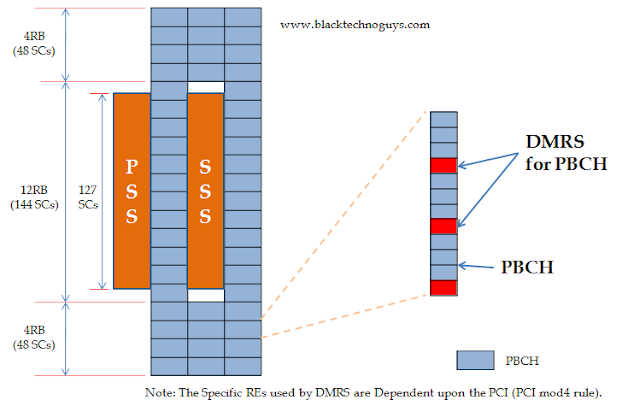 www.blacktechnoguys.com
4RB
(48 SCs)
12RB
(144 SCs)
127
SCs
P
S
S
S
S
S
4RB
(48 SCs)
DMRS
for PBCH
PBCH
PBCH
Note: The Specific REs used by DMRS are Dependent upon the PCI (PCI mod4 rule).